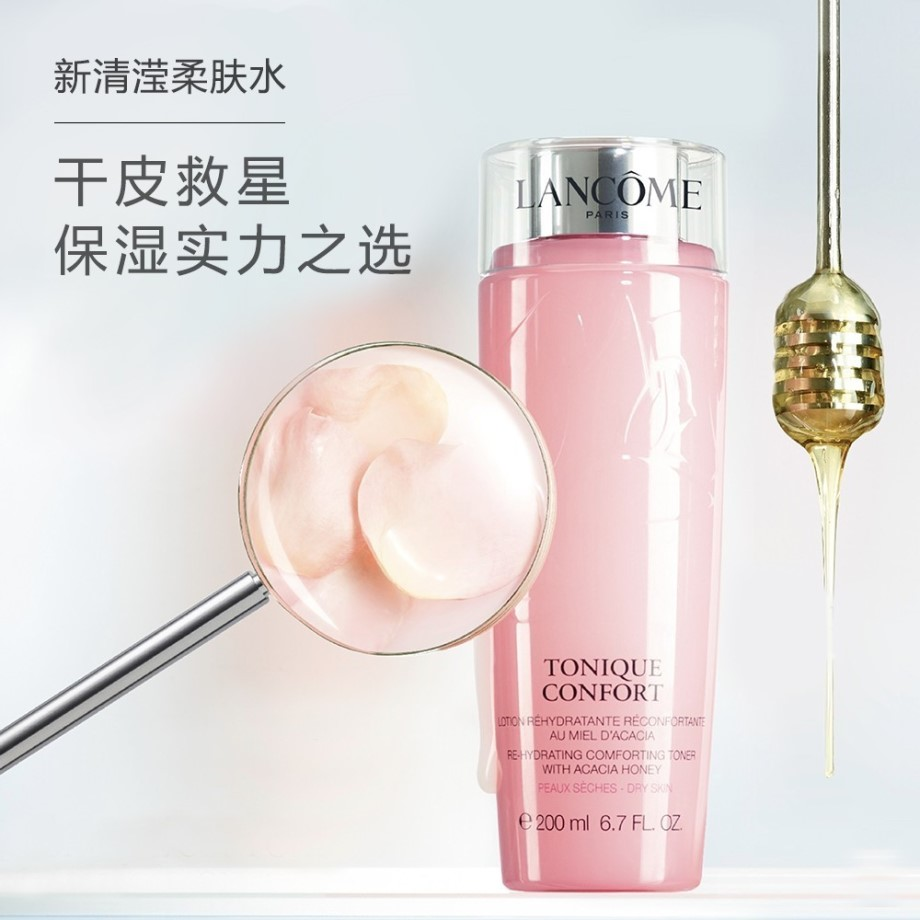 新清滢柔肤水
干皮救星
保湿实力之选
LANCÔME
PARIS
TONIQUE
CONFORT
LOTION RÉHYDRATANTE RÉCONFORTANTE
AU MIEL D'ACACIA
RE-HYDRATING COMFORTING TONER
WITH ACACIA HONEY
PEAUX SÈCHES - DRY SKIN
e 200 ml 6.7 FL. OZ.